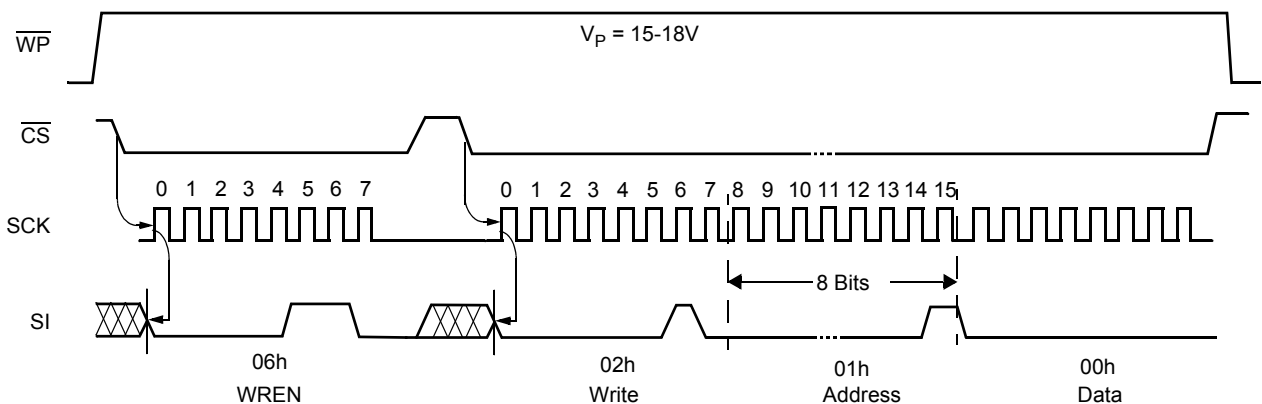 WP
V_P = 15-18V
CS
0 1 2 3 4 5 6 7 0 1 2 3 4 5 6 7 8 9 10 11 12 13 14 15
SCK
8 Bits
SI
06h 02h 01h 00h
WREN Write Address Data